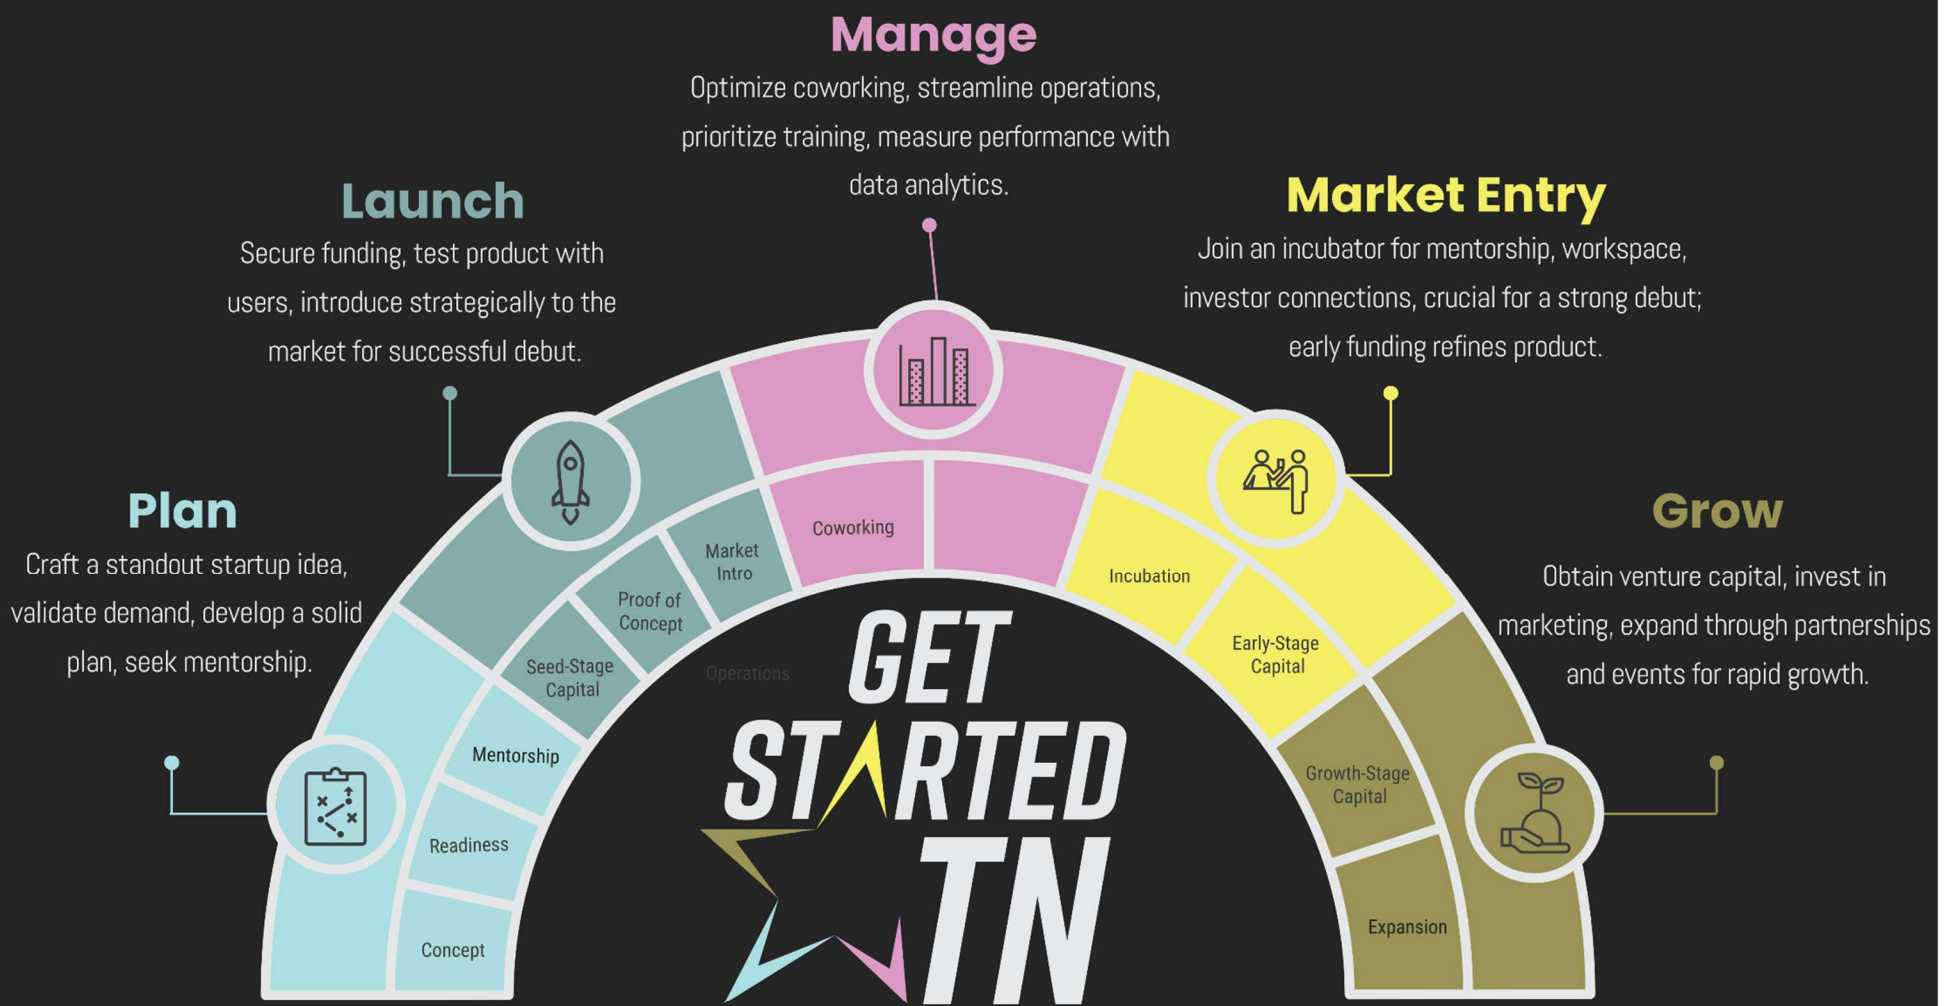 Manage
Optimize coworking, streamline operations,
prioritize training, measure performance with
data analytics.
Launch
Secure funding, test product with
users, introduce strategically to the
market for successful debut.
Market Entry
Join an incubator for mentorship, workspace,
investor connections, crucial for a strong debut;
early funding refines product.
Plan
Craft a standout startup idea,
validate demand, develop a solid
plan, seek mentorship.
Grow
Obtain venture capital, invest in
marketing, expand through partnerships
and events for rapid growth.
Concept
Readiness
Mentorship
Seed-Stage
Capital
Proof of
Concept
Market
Intro
Coworking
Operations
Incubation
Early-Stage
Capital
Growth-Stage
Capital
Expansion
GET
STARTED
TN